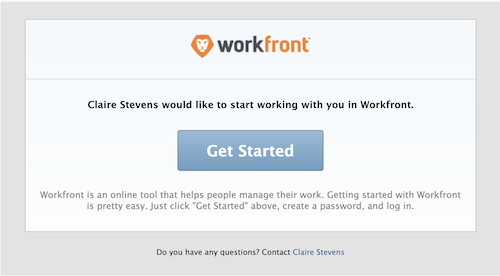 workfront
Claire Stevens would like to start working with you in Workfront.
Get Started
Workfront is an online tool that helps people manage their work. Getting started with Workfront
is pretty easy. Just click "Get Started" above, create a password, and log in.
Do you have any questions? Contact Claire Stevens